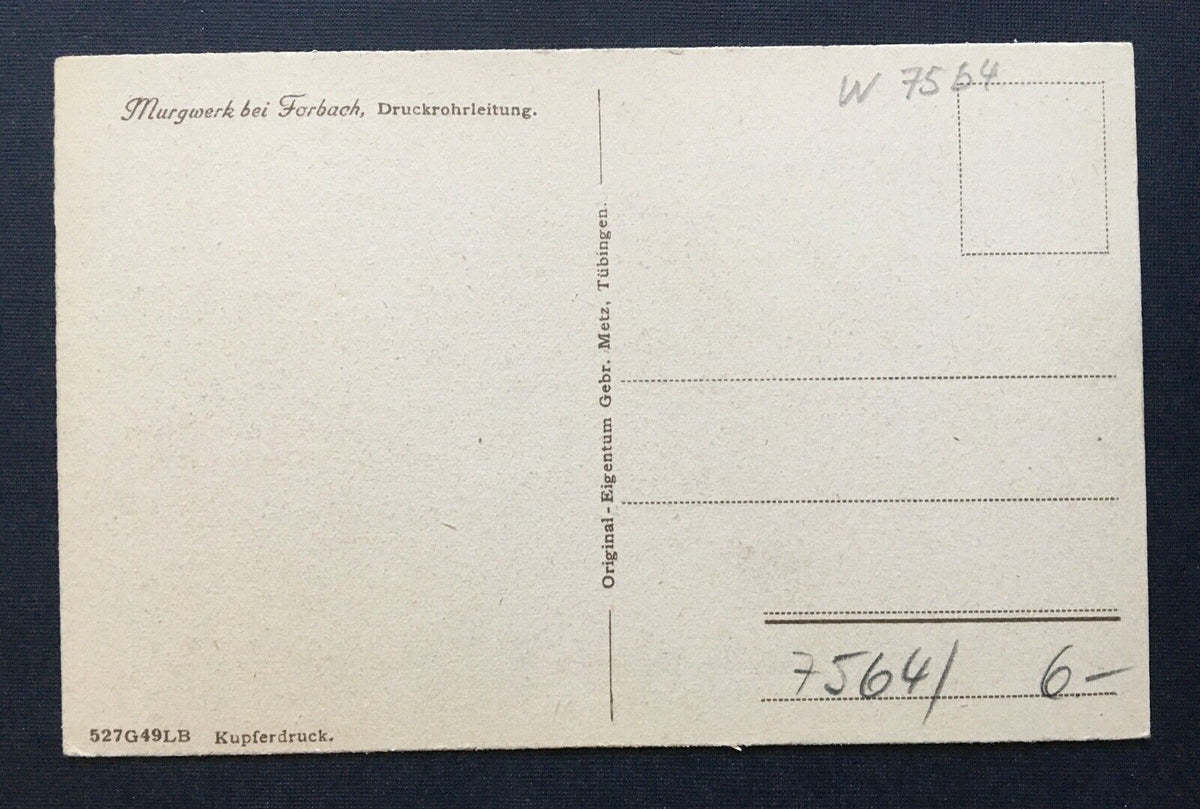 Murgwerk bei Forbach, Druckrohrleitung.
W 7564
Original-Eigentum Gebr. Metz, Tübingen.
7564/ 6-
527G49LB Kupferdruck.